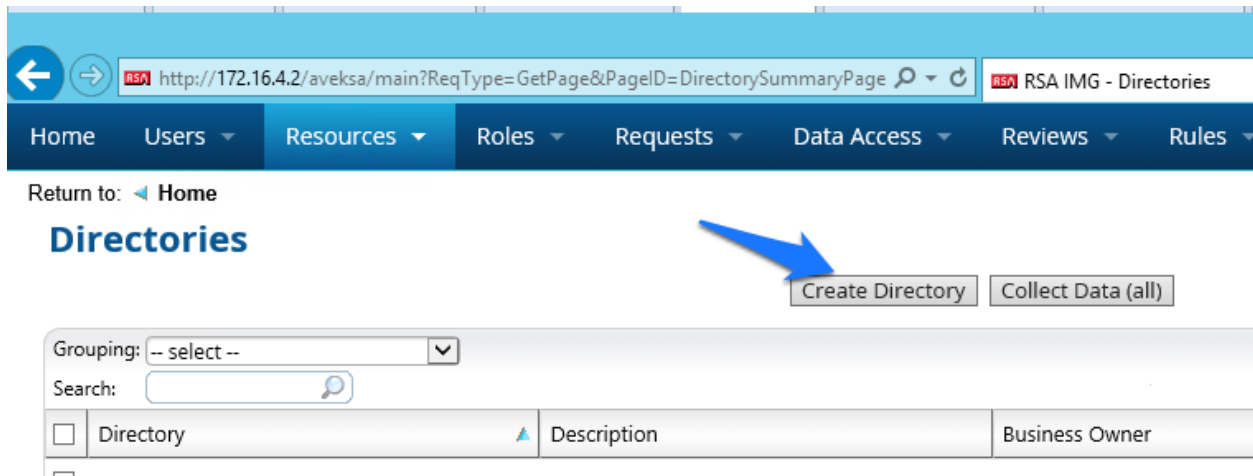 RSA http://172.16.4.2/aveksa/main?ReqType=GetPage&PageID=DirectorySummaryPage RSA RSA IMG - Directories
Home Users Resources Roles Requests Data Access Reviews Rules
Return to: Home
Directories
Create Directory Collect Data (all)
Grouping: -- select --
Search:
Directory Description Business Owner